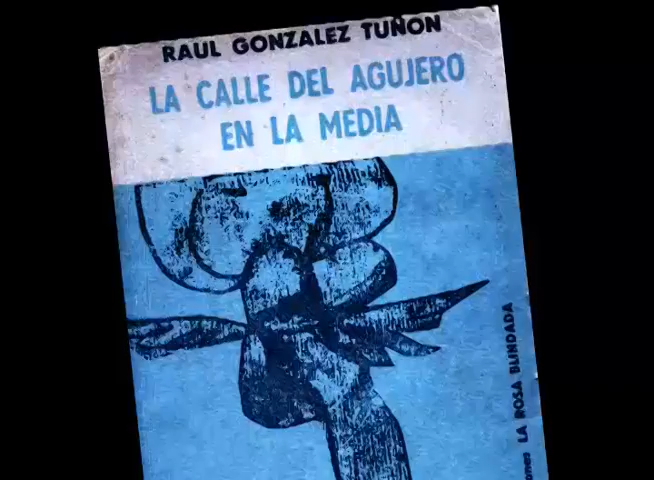 RAUL GONZALEZ TUÑON
LA CALLE DEL AGUJERO
EN LA MEDIA
LA ROSA BLINDADA